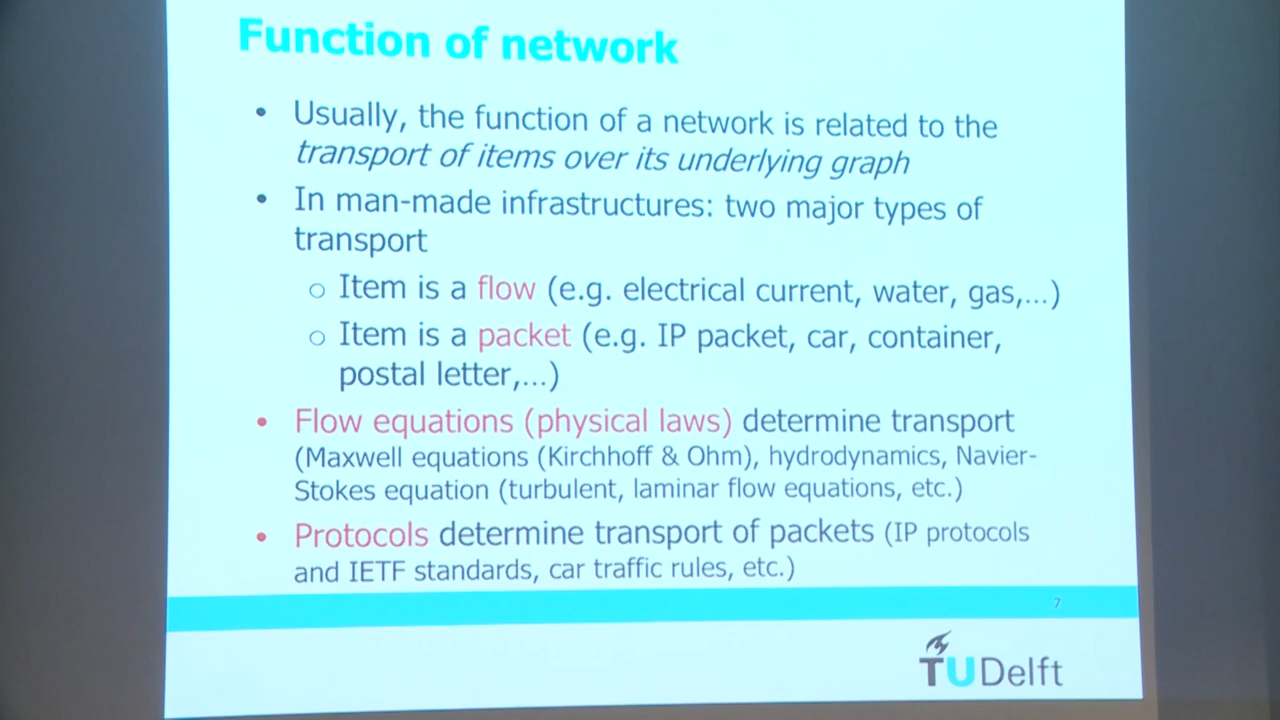 Function of network
• Usually, the function of a network is related to the
transport of items over its underlying graph
• In man-made infrastructures: two major types of
transport
○ Item is a flow (e.g. electrical current, water, gas,...)
○ Item is a packet (e.g. IP packet, car, container,
postal letter,...)
• Flow equations (physical laws) determine transport
(Maxwell equations (Kirchhoff & Ohm), hydrodynamics, Navier-
Stokes equation (turbulent, laminar flow equations, etc.)
• Protocols determine transport of packets (IP protocols
and IETF standards, car traffic rules, etc.)
7
TUDelft